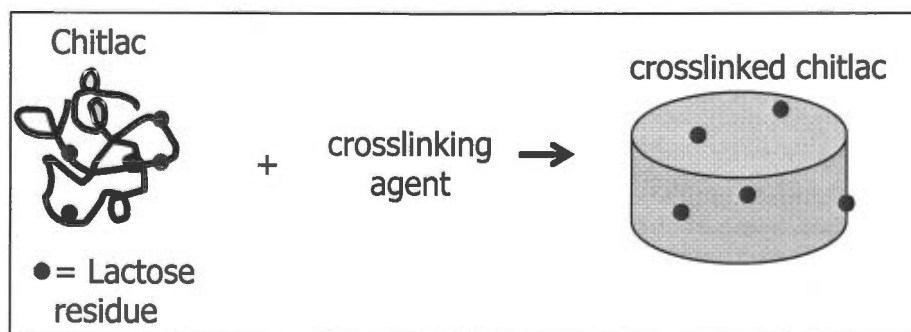 Chitlac
+
crosslinking
agent
crosslinked chitlac
= Lactose
residue